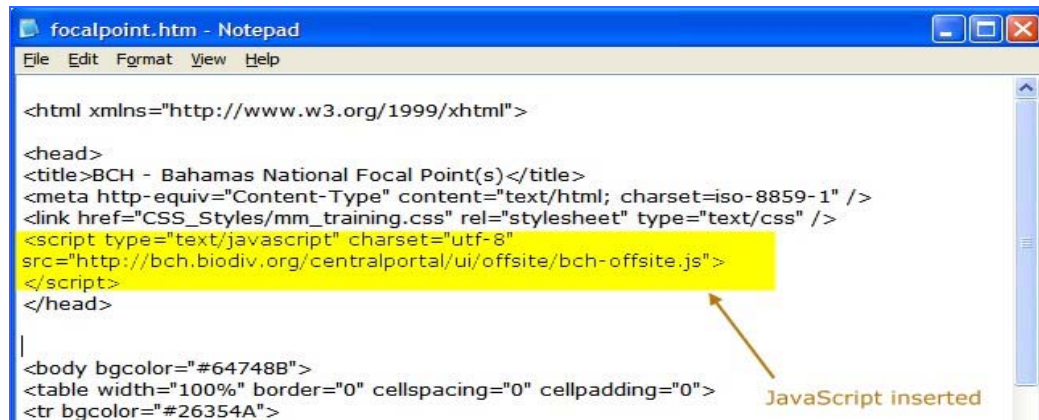 focalpoint.htm - Notepad
File Edit Format View Help
<html xmlns="http://www.w3.org/1999/xhtml">
<head>
<title>BCH - Bahamas National Focal Point(s)</title>
<meta http-equiv="Content-Type" content="text/html; charset=iso-8859-1" />
<link href="CSS_Styles/mm_training.css" rel="stylesheet" type="text/css" />
<script type="text/javascript" charset="utf-8"
src="http://bch.biodiv.org/centralportal/ui/offsite/bch-offsite.js">
</script>
</head>
<body bgcolor="#64748B">
<table width="100%" border="0" cellspacing="0" cellpadding="0">
<tr bgcolor="#26354A">
JavaScript inserted